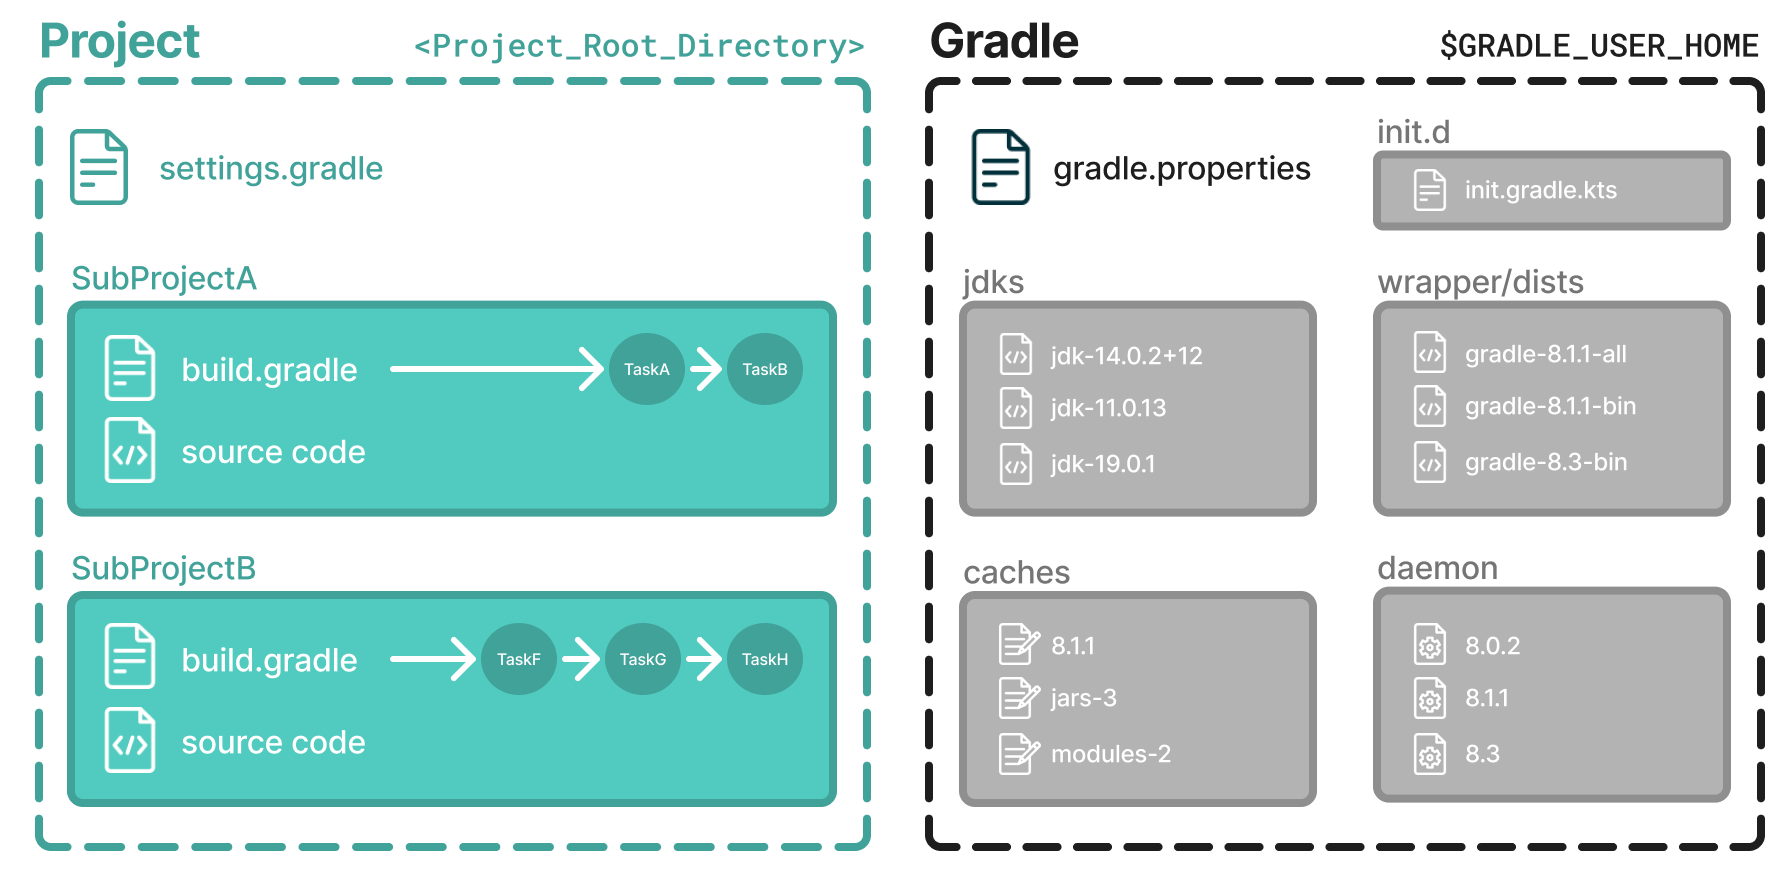 Project
<Project_Root_Directory>
settings.gradle
SubProjectA
build.gradle
TaskA
TaskB
source code
SubProjectB
build.gradle
TaskF
TaskG
TaskH
source code
Gradle
$GRADLE_USER_HOME
gradle.properties
init.d
init.gradle.kts
jdks
jdk-14.0.2+12
jdk-11.0.13
jdk-19.0.1
wrapper/dists
gradle-8.1.1-all
gradle-8.1.1-bin
gradle-8.3-bin
caches
8.1.1
jars-3
modules-2
daemon
8.0.2
8.1.1
8.3